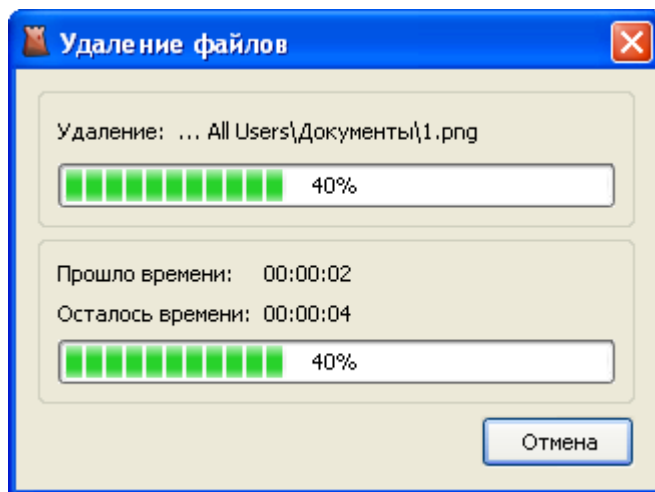 Удаление файлов
Удаление: ... All Users\Документы\1.png
40%
Прошло времени: 00:00:02
Осталось времени: 00:00:04
40%
Отмена